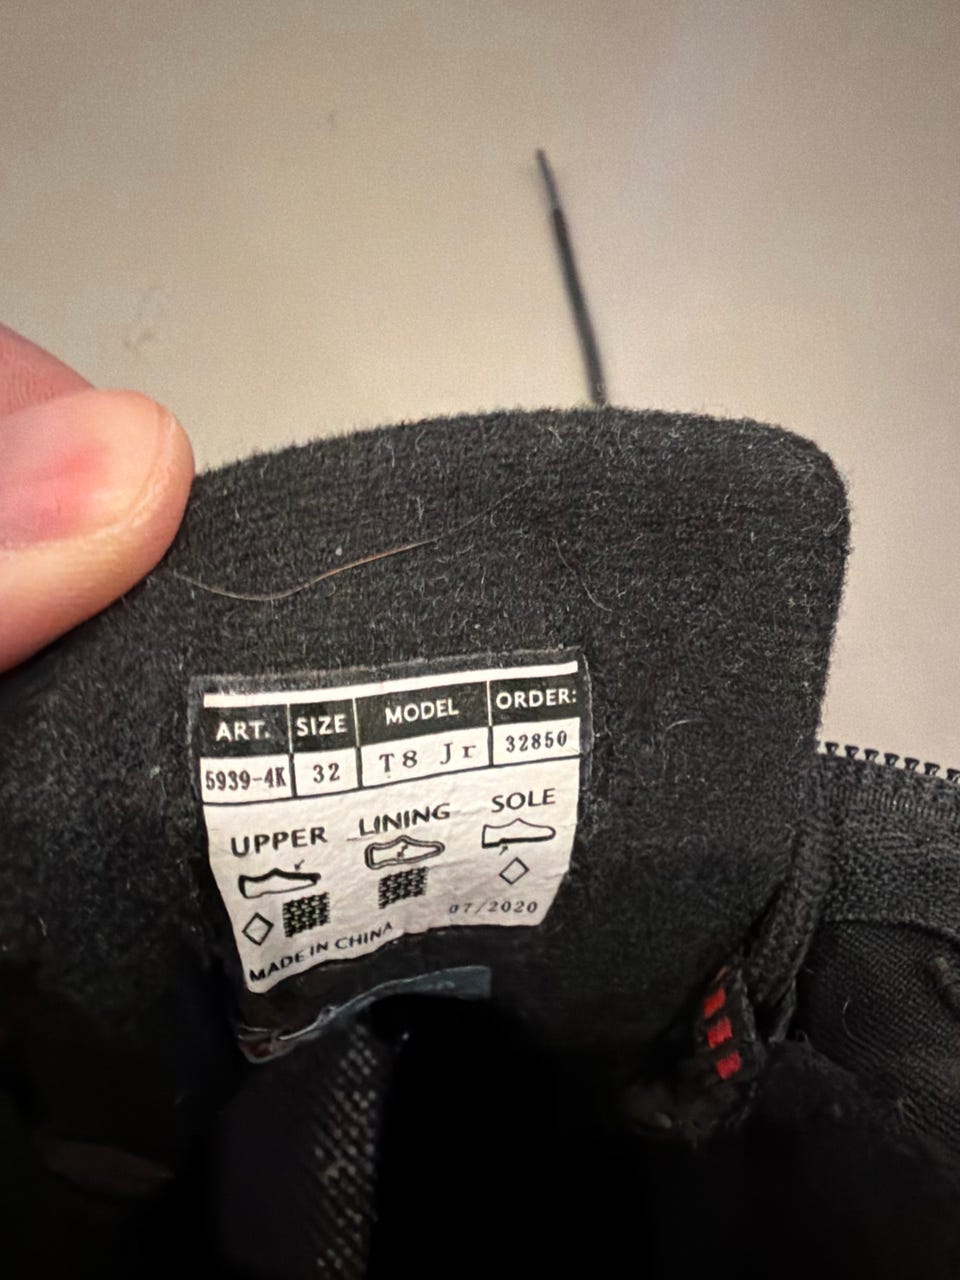 ART. SIZE MODEL ORDER:
5939-4K 32 T8 Jr 32850
UPPER LINING SOLE
07/2020
MADE IN CHINA